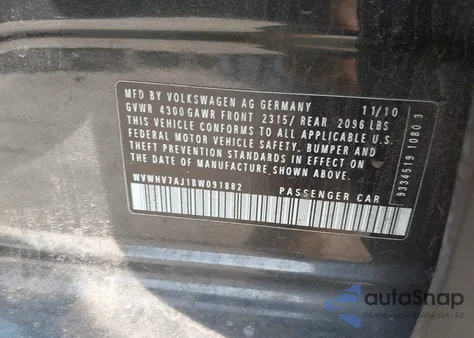 MFD BY VOLKSWAGEN AG GERMANY 11/10
GVWR 4300 GAWR FRONT 2315/ REAR 2096 LBS
THIS VEHICLE CONFORMS TO ALL APPLICABLE U.S.
FEDERAL MOTOR VEHICLE SAFETY, BUMPER AND
THEFT PREVENTION STANDARDS IN EFFECT ON
THE DATE OF MANUFACTURE SHOWN ABOVE.
WVWHV7AJ1BW091882 PASSENGER CAR
9334519 1080 3
autoSnap